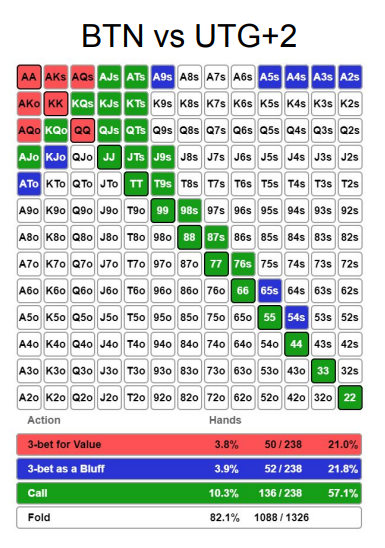 BTN vs UTG+2
AA AKs AQs AJs ATs A9s A8s A7s A6s A5s A4s A3s A2s
AKo KK KQs KJs KTs K9s K8s K7s K6s K5s K4s K3s K2s
AQo KQo QQ QJs QTs Q9s Q8s Q7s Q6s Q5s Q4s Q3s Q2s
AJo KJo QJo JJ JTs J9s J8s J7s J6s J5s J4s J3s J2s
ATo KTo QTo JTo TT T9s T8s T7s T6s T5s T4s T3s T2s
A9o K9o Q9o J9o T9o 99 98s 97s 96s 95s 94s 93s 92s
A8o K8o Q8o J8o T8o 98o 88 87s 86s 85s 84s 83s 82s
A7o K7o Q7o J7o T7o 97o 87o 77 76s 75s 74s 73s 72s
A6o K6o Q6o J6o T6o 96o 86o 76o 66 65s 64s 63s 62s
A5o K5o Q5o J5o T5o 95o 85o 75o 65o 55 54s 53s 52s
A4o K4o Q4o J4o T4o 94o 84o 74o 64o 54o 44 43s 42s
A3o K3o Q3o J3o T3o 93o 83o 73o 63o 53o 43o 33 32s
A2o K2o Q2o J2o T2o 92o 82o 72o 62o 52o 42o 32o 22
Action Hands
3-bet for Value 3.8% 50 / 238 21.0%
3-bet as a Bluff 3.9% 52 / 238 21.8%
Call 10.3% 136 / 238 57.1%
Fold 82.1% 1088 / 1326